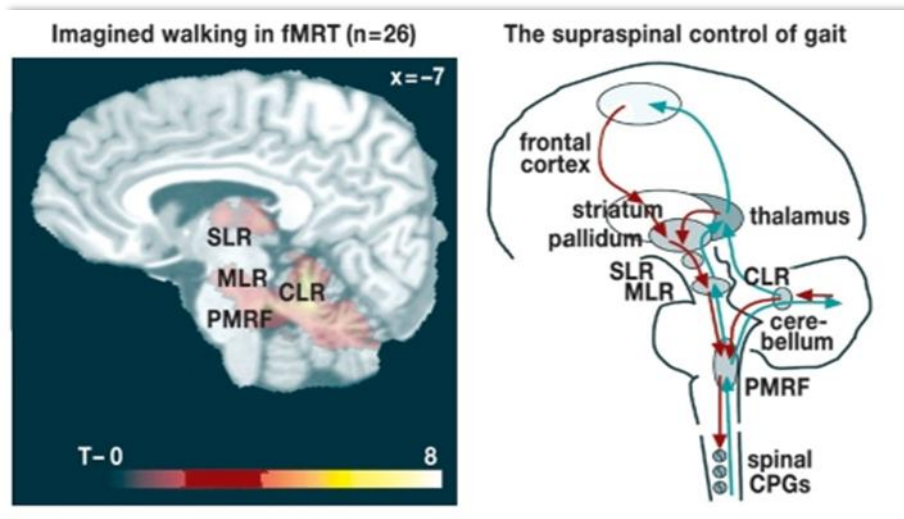 Imagined walking in fMRT (n=26)
x=-7
SLR
MLR
CLR
PMRF
T- 0
8
The supraspinal control of gait
frontal
cortex
striatum
thalamus
pallidum
SLR
MLR
CLR
cere-
bellum
PMRF
spinal
CPGs